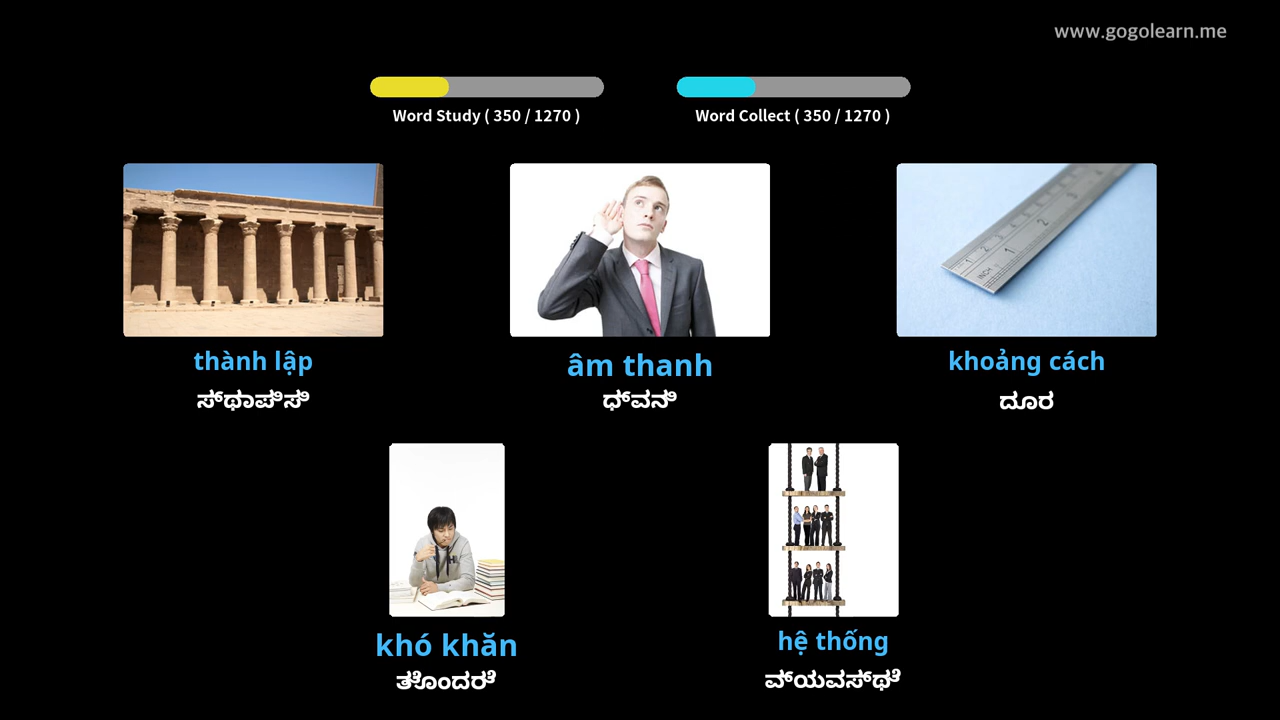 www.gogolearn.me
Word Study ( 350 / 1270 )
Word Collect ( 350 / 1270 )
thành lập
ಸ್ಥಾಪಿಸಿ
âm thanh
ಧ್ವನಿ
khoảng cách
ದೂರ
khó khăn
ತೊಂದರೆ
hệ thống
ವ್ಯವಸ್ಥೆ